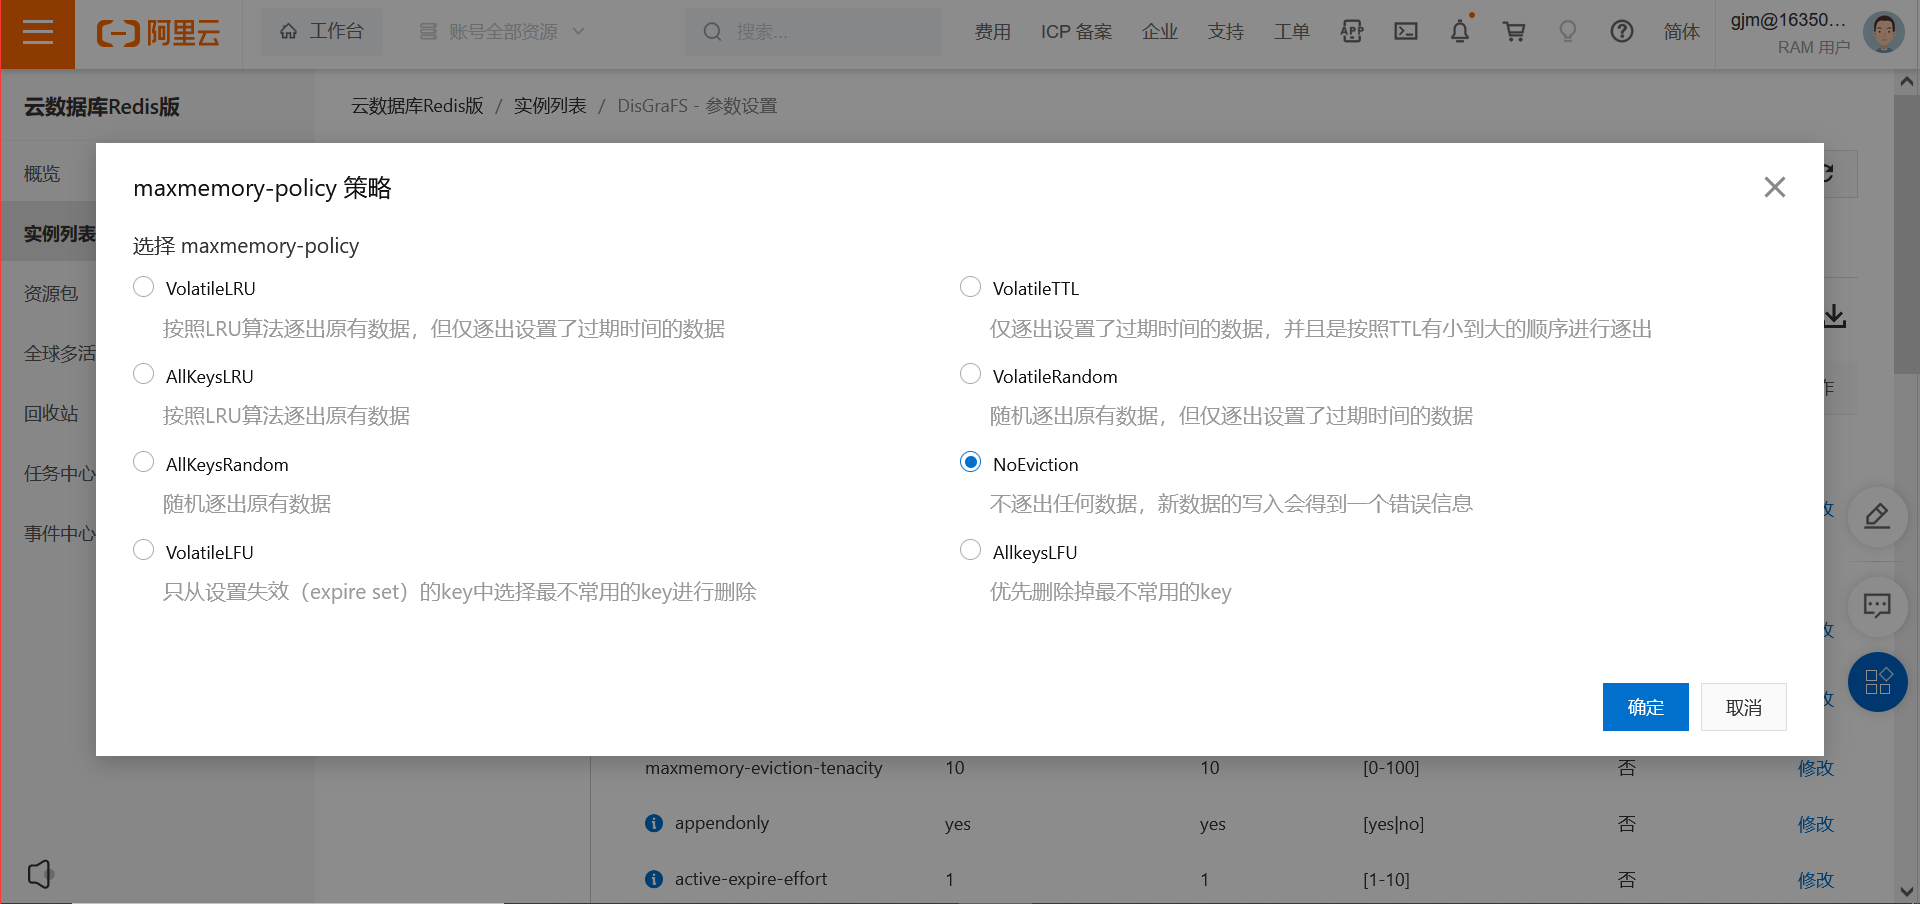 阿里云
工作台
账号全部资源
搜索...
费用
ICP 备案
企业
支持
工单
APP
简体
gjm@16350...
RAM 用户
云数据库Redis版
云数据库Redis版 / 实例列表 / DisGraFS - 参数设置
概览
实例列表
资源包
全球多活
回收站
任务中心
事件中心
maxmemory-policy 策略
选择 maxmemory-policy
VolatileLRU
按照LRU算法逐出原有数据，但仅逐出设置了过期时间的数据
VolatileTTL
仅逐出设置了过期时间的数据，并且是按照TTL有小到大的顺序进行逐出
AllKeysLRU
按照LRU算法逐出原有数据
VolatileRandom
随机逐出原有数据，但仅逐出设置了过期时间的数据
AllKeysRandom
随机逐出原有数据
NoEviction
不逐出任何数据，新数据的写入会得到一个错误信息
VolatileLFU
只从设置失效（expire set）的key中选择最不常用的key进行删除
AllkeysLFU
优先删除掉最不常用的key
确定
取消
作
改
改
改
maxmemory-eviction-tenacity 10 10 [0-100] 否 修改
appendonly yes yes [yes|no] 否 修改
active-expire-effort 1 1 [1-10] 否 修改